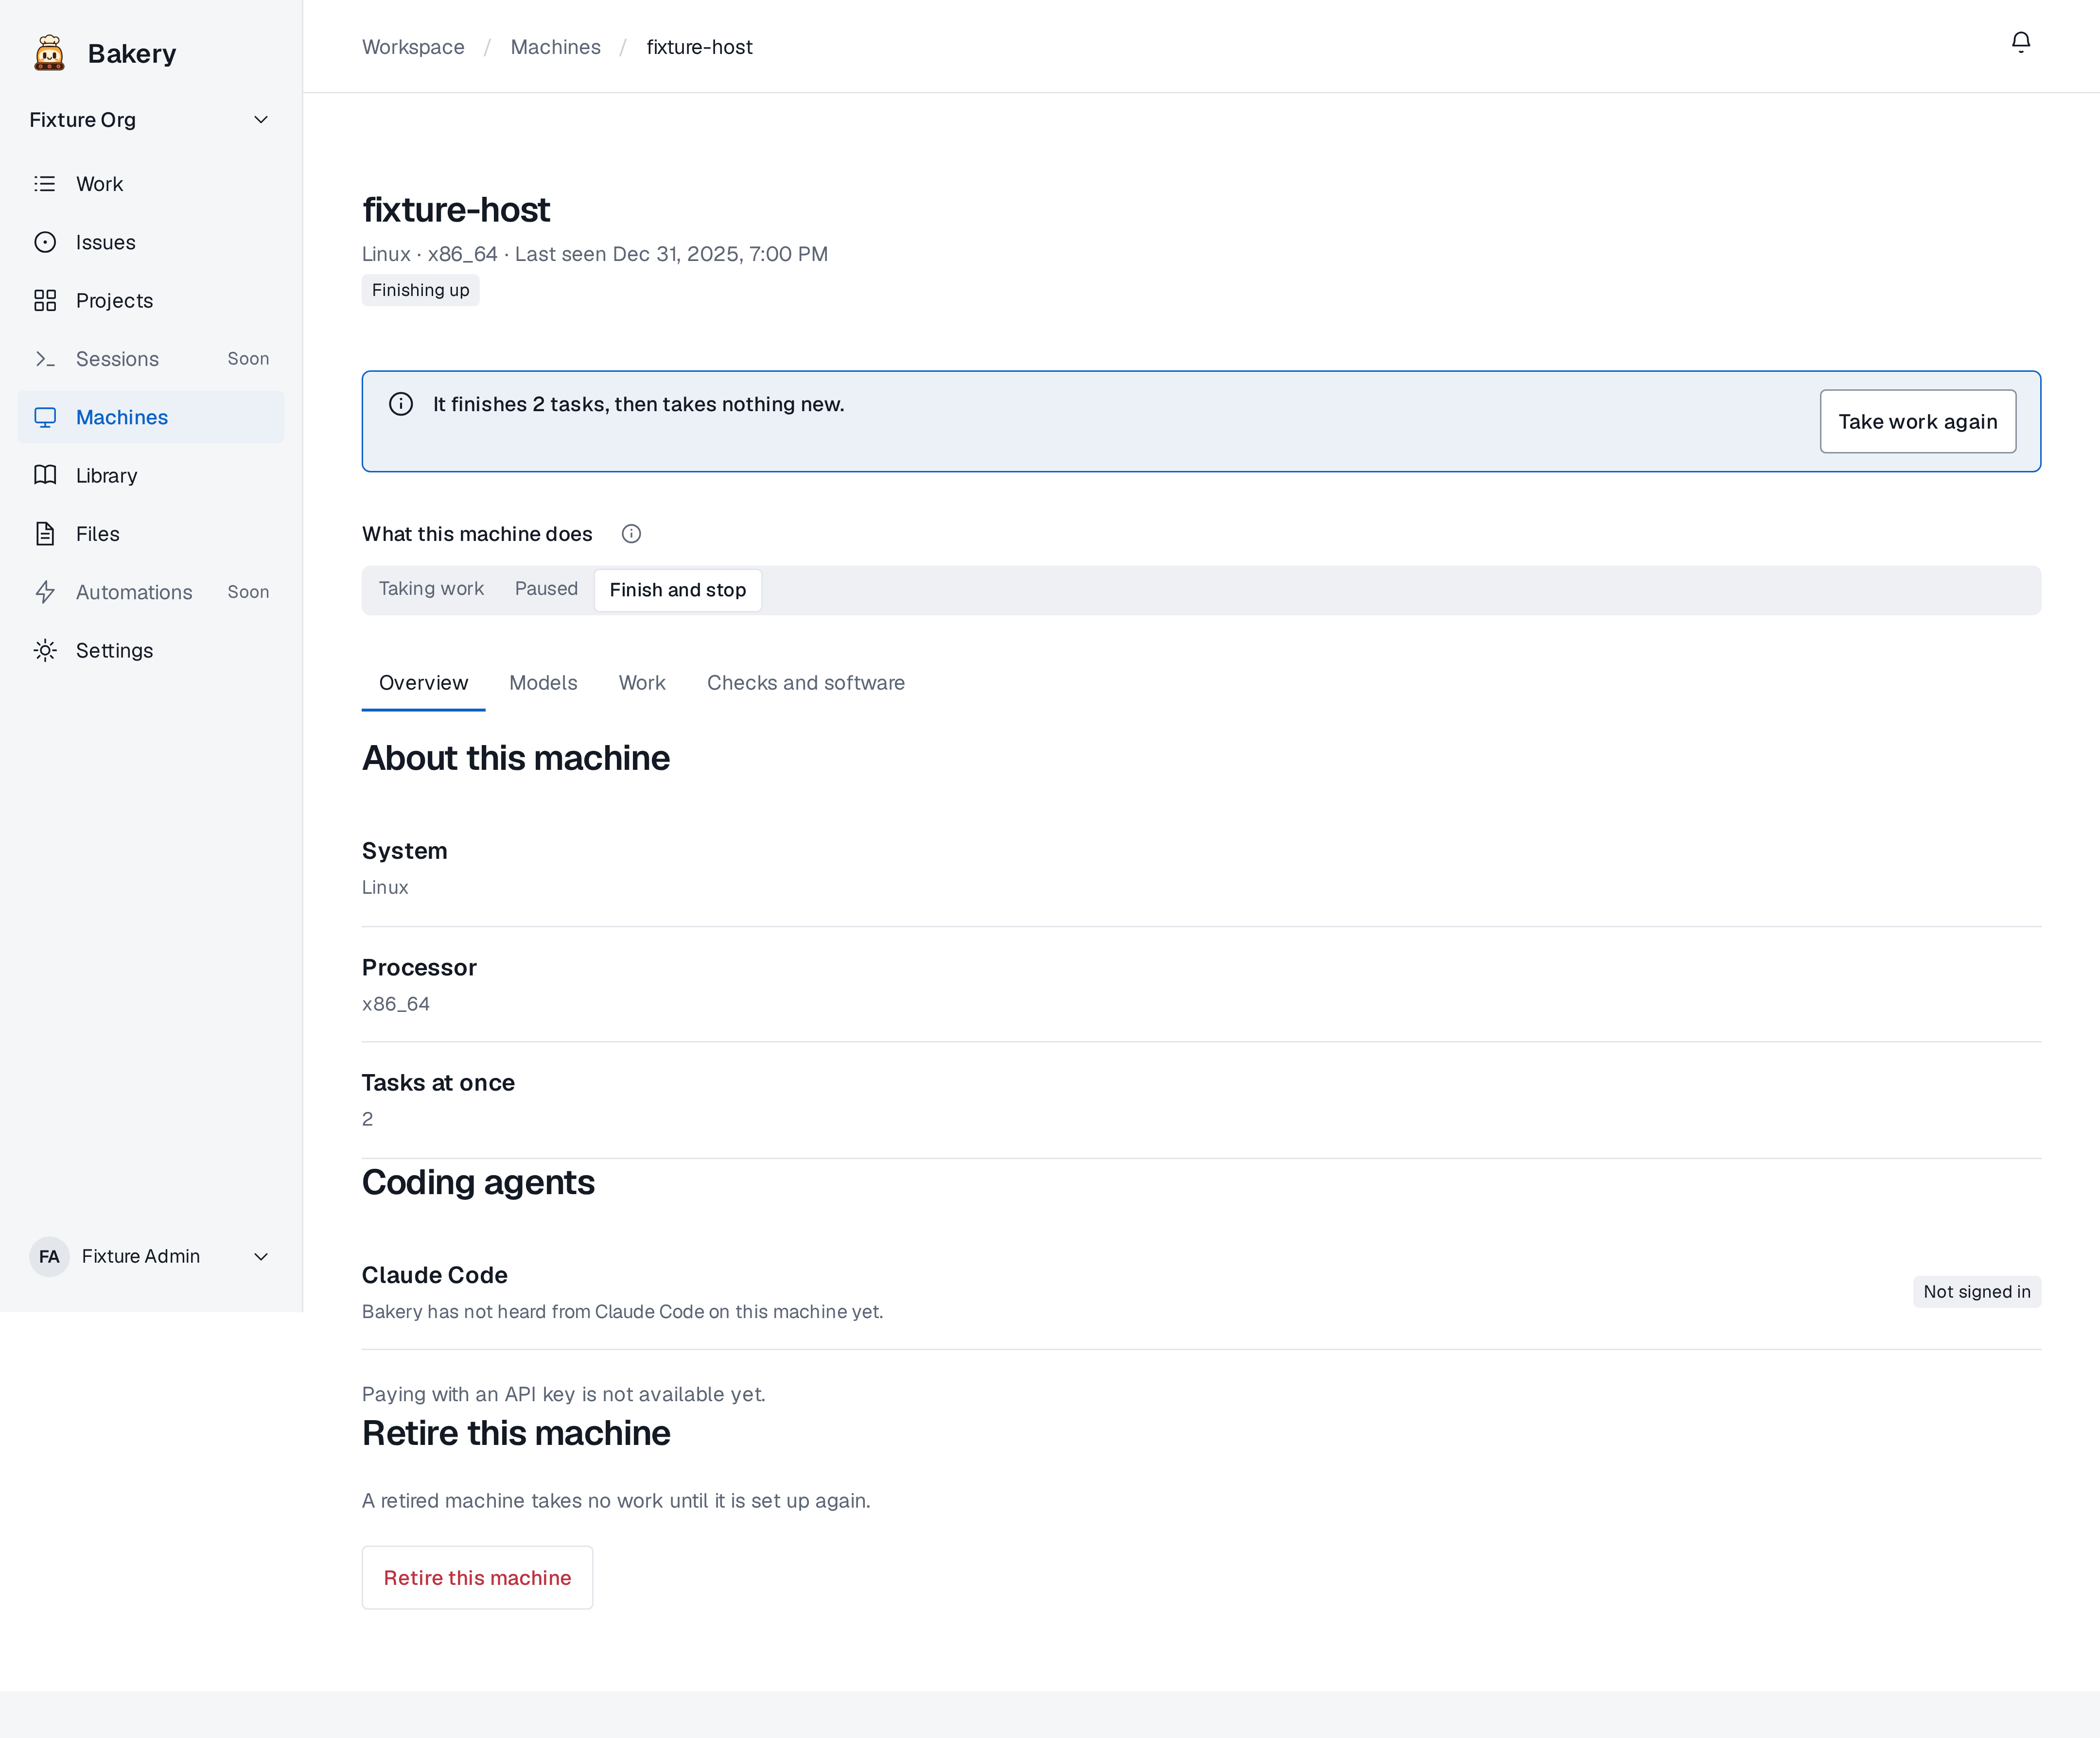 Bakery
Fixture Org
Work
Issues
Projects
Sessions Soon
Machines
Library
Files
Automations Soon
Settings
FA Fixture Admin
Workspace / Machines / fixture-host
fixture-host
Linux · x86_64 · Last seen Dec 31, 2025, 7:00 PM
Finishing up
It finishes 2 tasks, then takes nothing new.
Take work again
What this machine does
Taking work Paused Finish and stop
Overview Models Work Checks and software
About this machine
System
Linux
Processor
x86_64
Tasks at once
2
Coding agents
Claude Code
Bakery has not heard from Claude Code on this machine yet.
Not signed in
Paying with an API key is not available yet.
Retire this machine
A retired machine takes no work until it is set up again.
Retire this machine